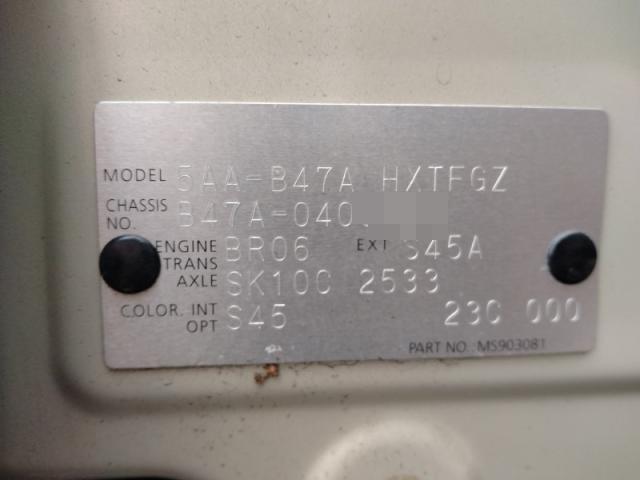 MODEL 5AA-B47A HXTFGZ
CHASSIS NO. B47A-040
ENGINE BR06 EXT S45A
TRANS AXLE SK10C 2533
COLOR. INT S45 23C 000
OPT
PART NO. MS903081